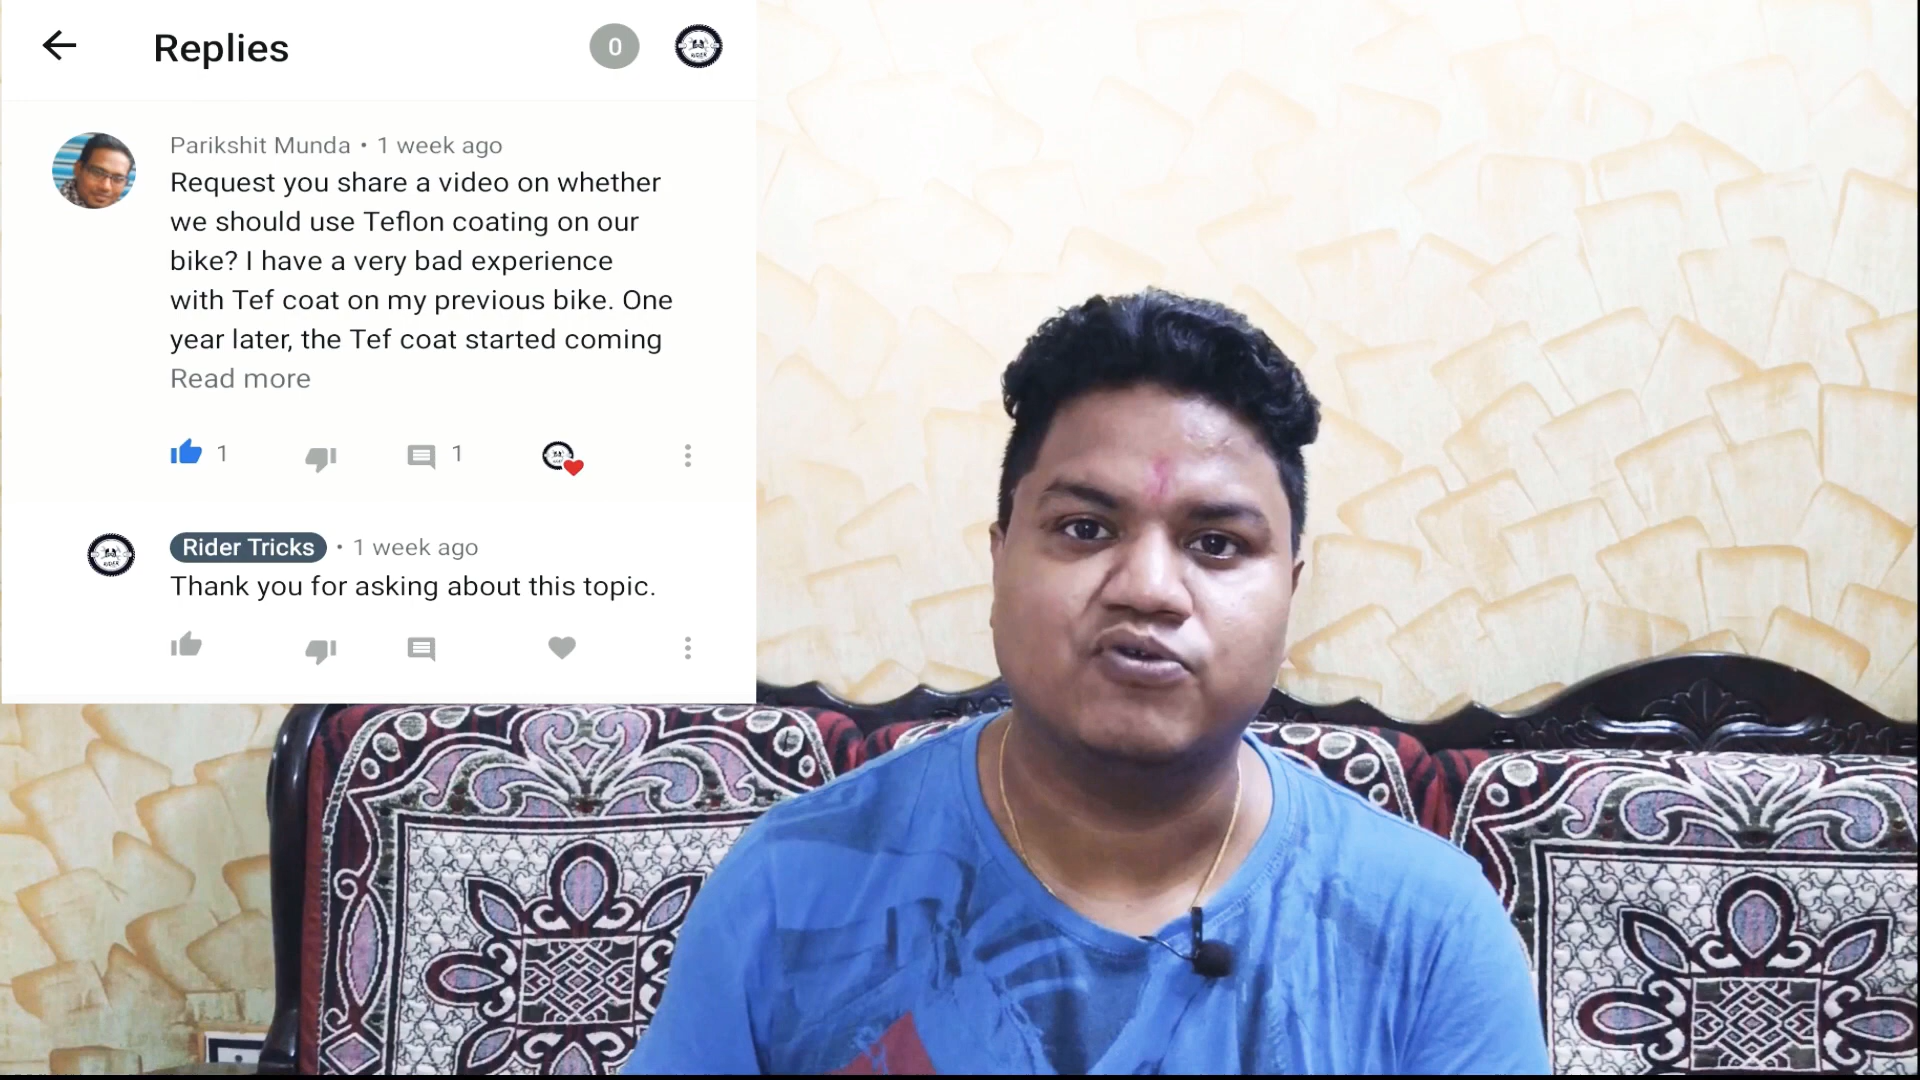 Replies
0
Parikshit Munda • 1 week ago
Request you share a video on whether
we should use Teflon coating on our
bike? I have a very bad experience
with Tef coat on my previous bike. One
year later, the Tef coat started coming
Read more
1
1
Rider Tricks • 1 week ago
Thank you for asking about this topic.